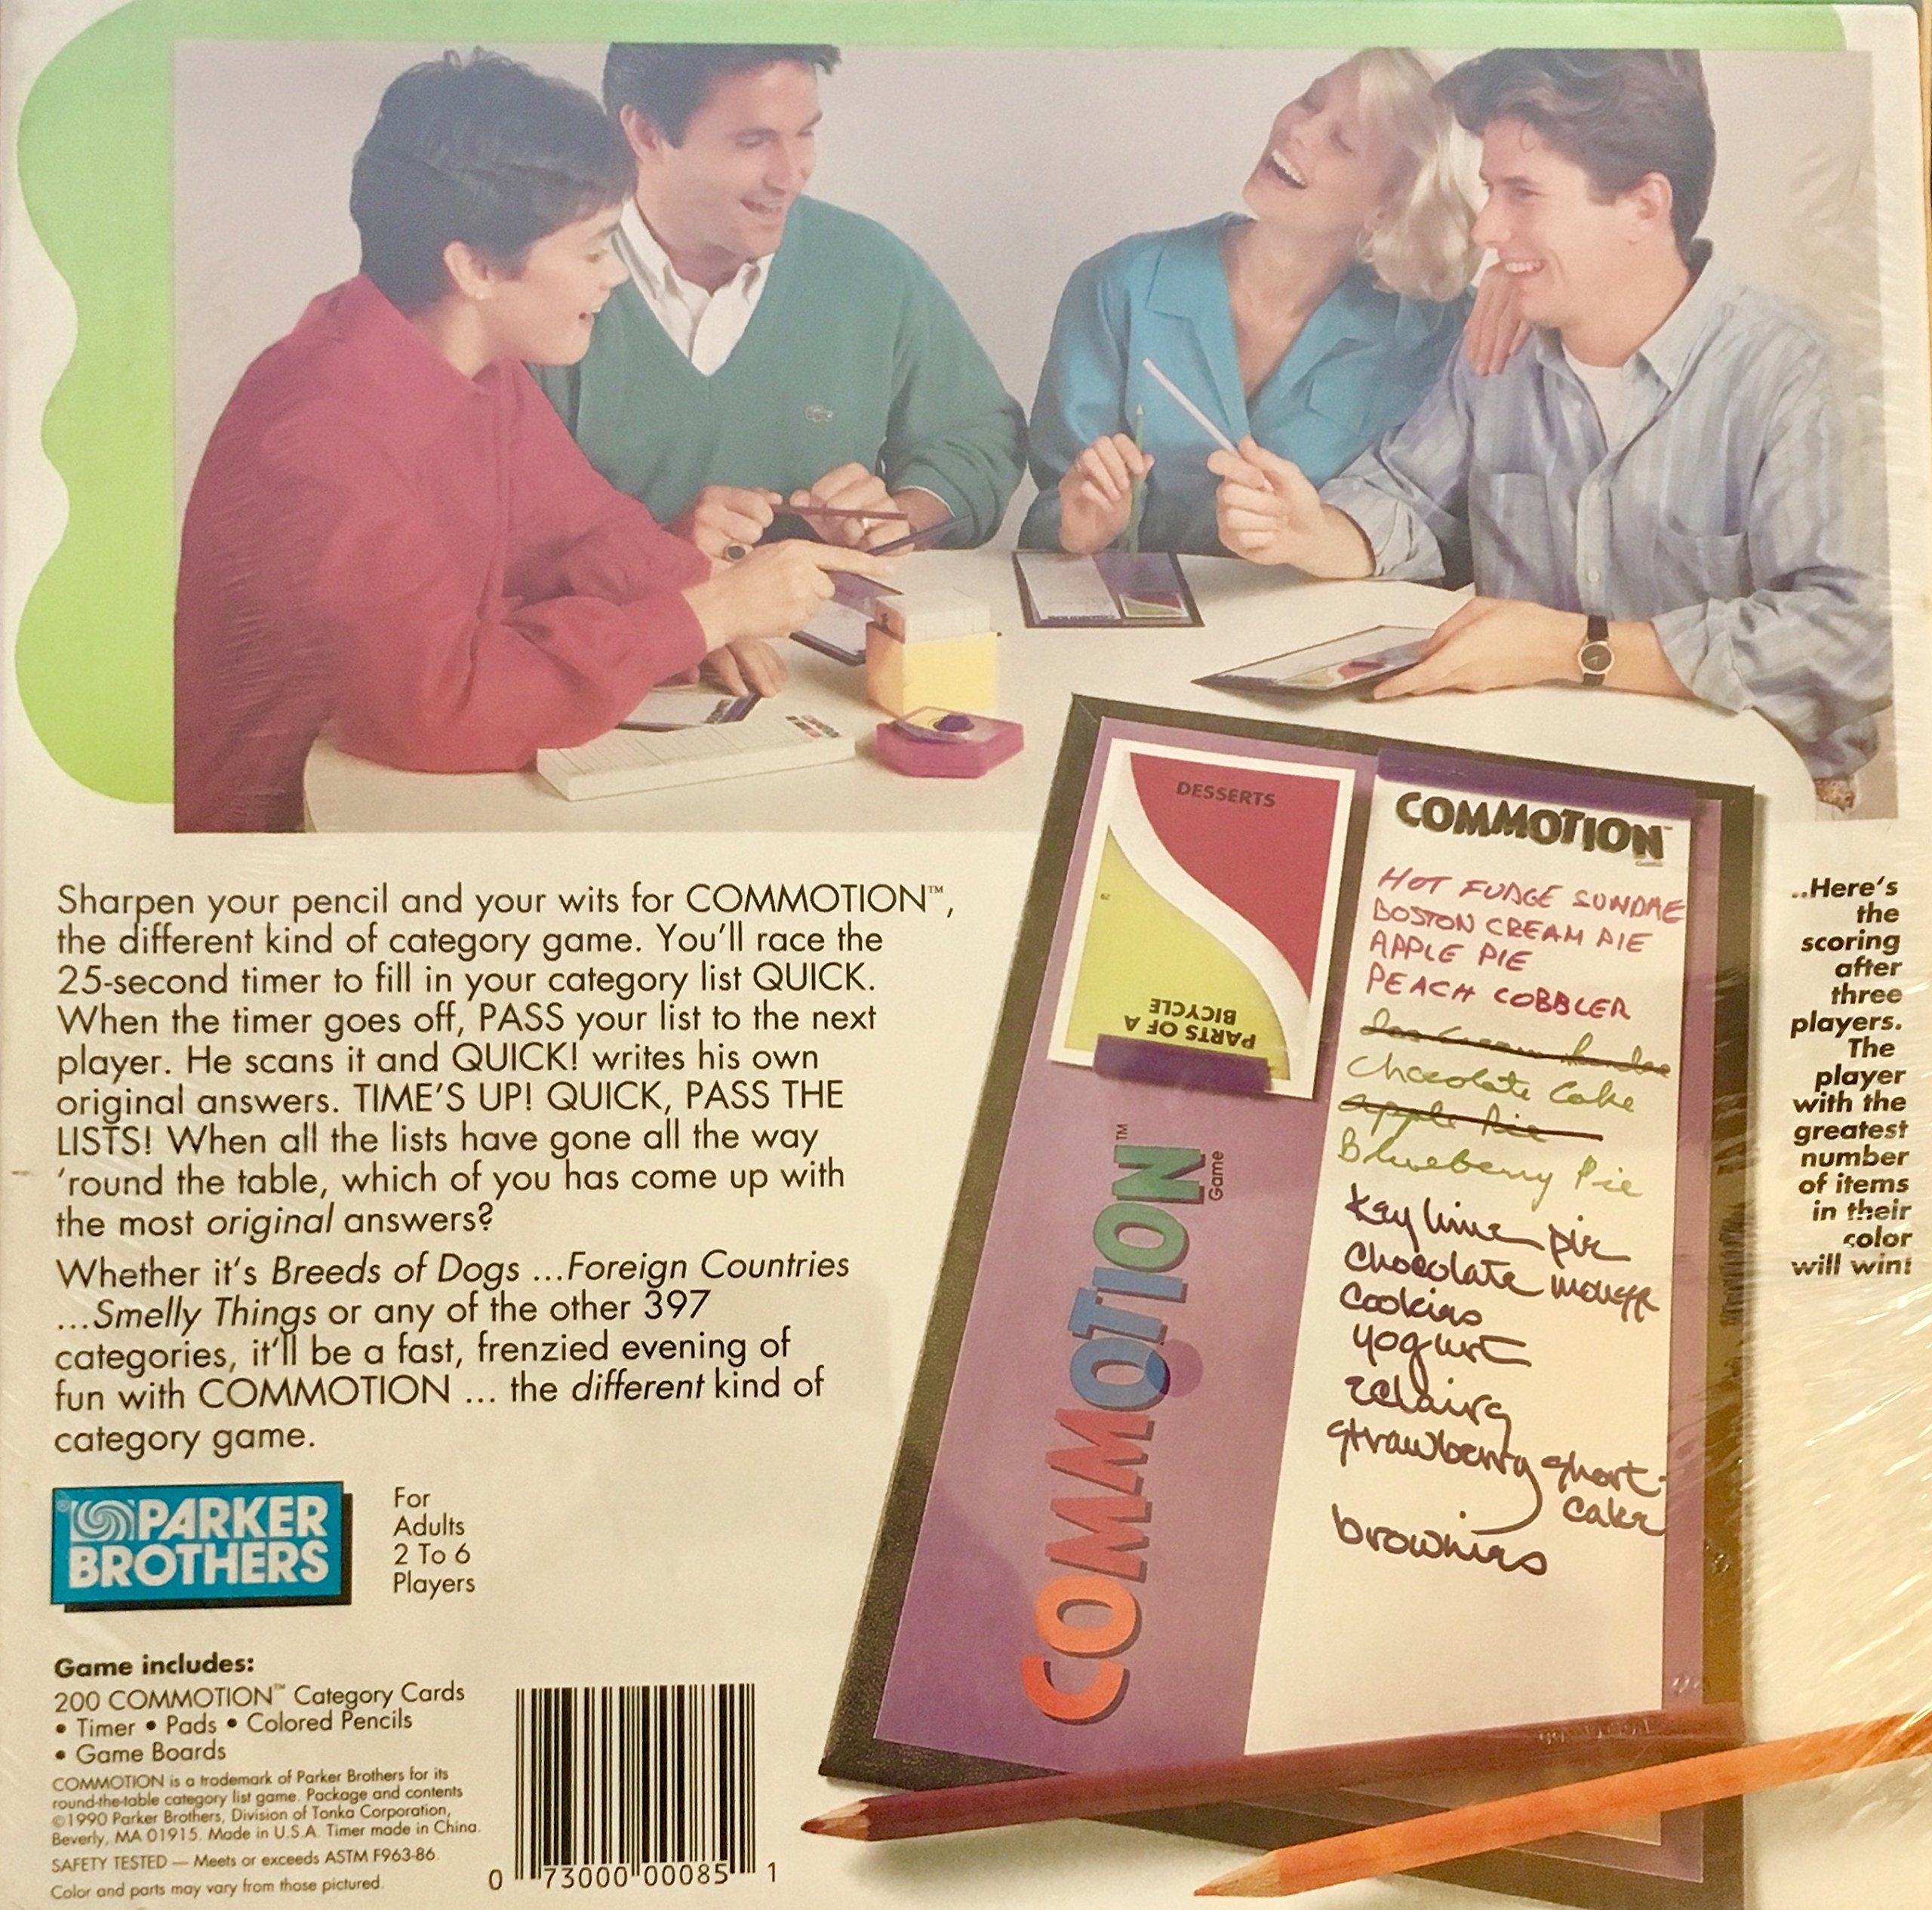 Sharpen your pencil and your wits for COMMOTION™,
the different kind of category game. You'll race the
25-second timer to fill in your category list QUICK.
When the timer goes off, PASS your list to the next
player. He scans it and QUICK! writes his own
original answers. TIME'S UP! QUICK, PASS THE
LISTS! When all the lists have gone all the way
'round the table, which of you has come up with
the most original answers?
Whether it's Breeds of Dogs ...Foreign Countries
...Smelly Things or any of the other 397
categories, it'll be a fast, frenzied evening of
fun with COMMOTION ... the different kind of
category game.
PARKER
BROTHERS
For
Adults
2 To 6
Players
Game includes:
200 COMMOTION™ Category Cards
• Timer • Pads • Colored Pencils
• Game Boards
COMMOTION is a trademark of Parker Brothers for its
round-the-table category list game. Package and contents
©1990 Parker Brothers, Division of Tonka Corporation,
Beverly, MA 01915. Made in U.S.A. Timer made in China.
SAFETY TESTED — Meets or exceeds ASTM F963-86.
Color and parts may vary from those pictured.
0 73000 00085 1
DESSERTS
PARTS OF A
BICYCLE
COMMOTION™
Game
COMMOTION™
HOT FUDGE SUNDAE
BOSTON CREAM PIE
APPLE PIE
PEACH COBBLER
Ice Cream Sundae
Chocolate Cake
apple Pie
Blueberry Pie
key lime pie
Chocolate mousse
Cookies
yogurt
eclairs
strawberry short-
cake
brownies
..Here's
the
scoring
after
three
players.
The
player
with the
greatest
number
of items
in their
color
will win!